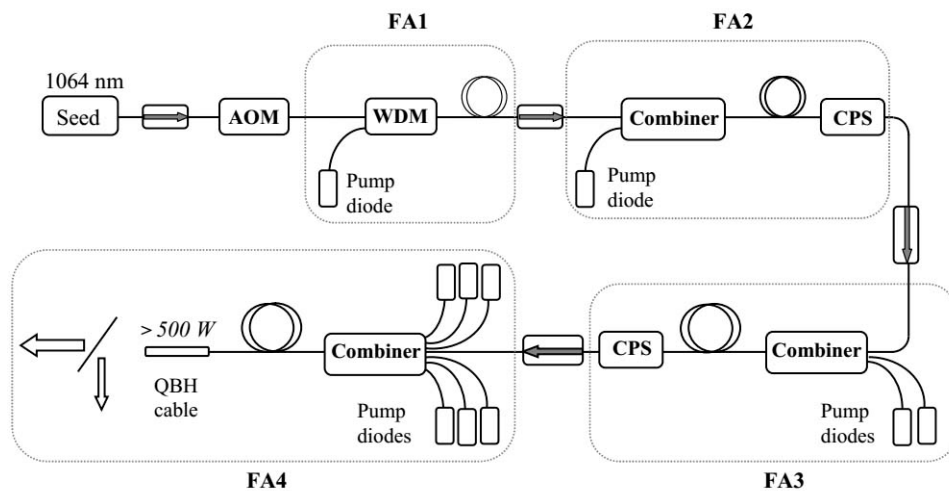 FA1
FA2
1064 nm
Seed
AOM
WDM
Combiner
CPS
Pump
diode
Pump
diode
> 500 W
Combiner
CPS
Combiner
QBH
cable
Pump
diodes
Pump
diodes
FA4
FA3